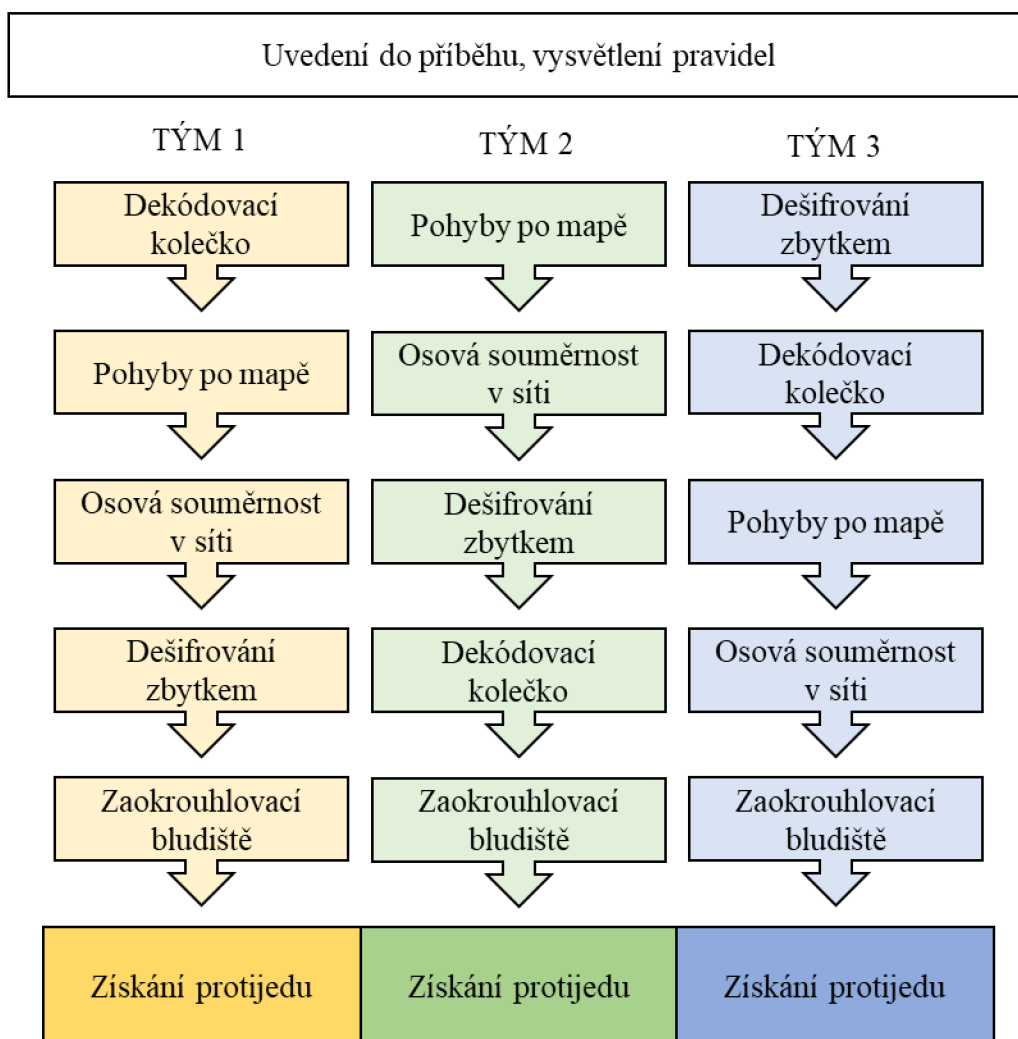 Uvedení do příběhu, vysvětlení pravidel
TÝM 1
Dekódovací
kolečko
Pohyby po mapě
Osová souměrnost
v síti
Dešifrování
zbytkem
Zaokrouhlovací
bludiště
Získání protijedu
TÝM 2
Pohyby po mapě
Osová souměrnost
v síti
Dešifrování
zbytkem
Dekódovací
kolečko
Zaokrouhlovací
bludiště
Získání protijedu
TÝM 3
Dešifrování
zbytkem
Dekódovací
kolečko
Pohyby po mapě
Osová souměrnost
v síti
Zaokrouhlovací
bludiště
Získání protijedu